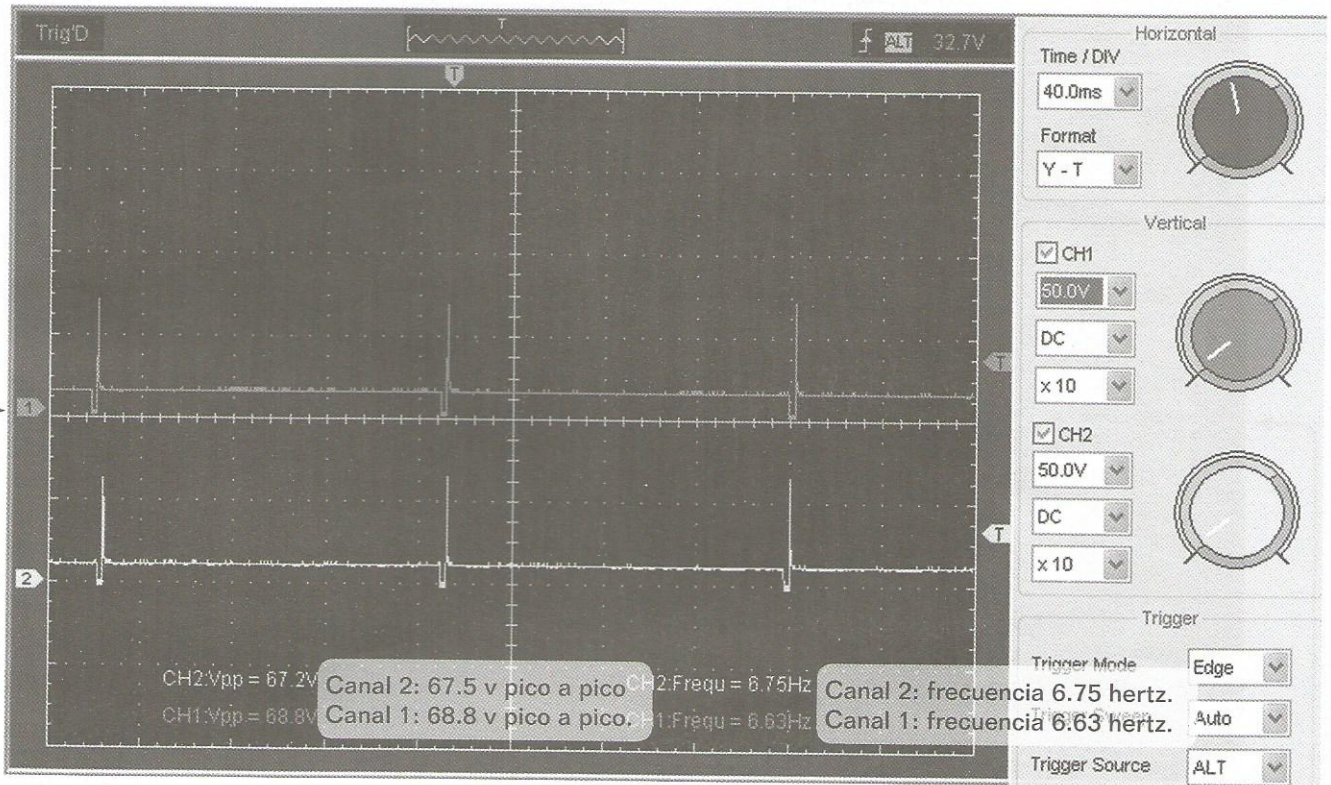 Trig'D
T
ALT 32.7V
T
T
1
T
2
CH2:Vpp = 67.2V
CH1:Vpp = 68.8V
Canal 2: 67.5 v pico a pico
Canal 1: 68.8 v pico a pico.
CH2:Frequ = 6.75Hz
CH1:Frequ = 6.63Hz
Canal 2: frecuencia 6.75 hertz.
Canal 1: frecuencia 6.63 hertz.
Horizontal
Time / DIV
40.0ms
Format
Y - T
Vertical
CH1
50.0V
DC
x 10
CH2
50.0V
DC
x 10
Trigger
Trigger Mode
Edge
Auto
Trigger Source
ALT